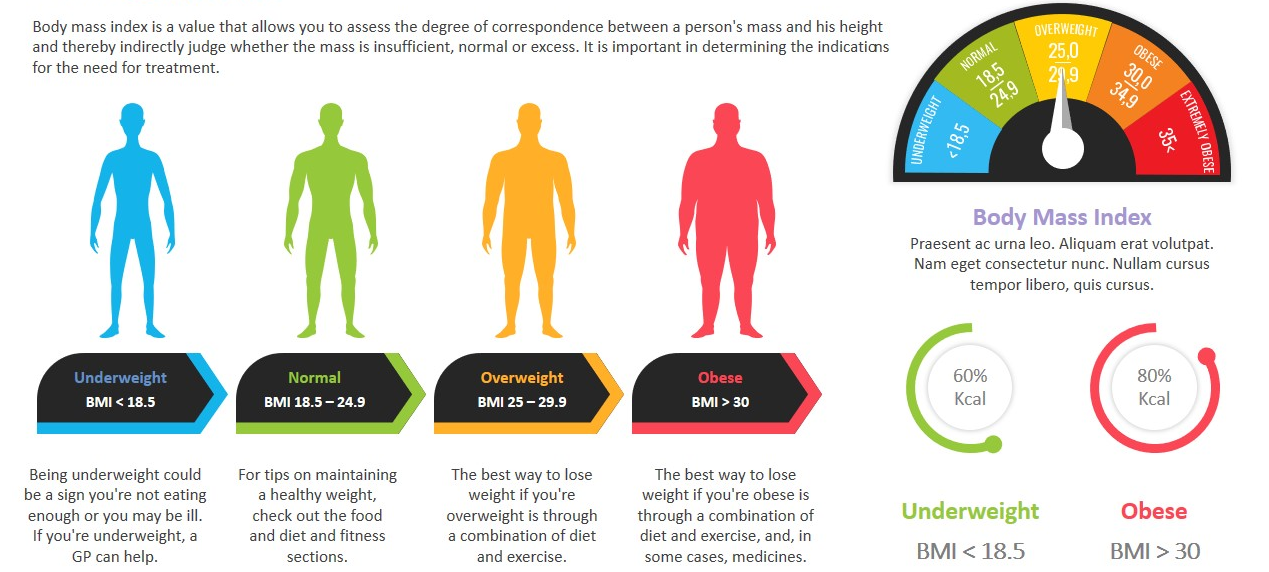 Body mass index is a value that allows you to assess the degree of correspondence between a person's mass and his height
and thereby indirectly judge whether the mass is insufficient, normal or excess. It is important in determining the indications
for the need for treatment.
UNDERWEIGHT
<18,5
NORMAL
18,5
24,9
OVERWEIGHT
25,0
29,9
OBESE
30,0
34,9
EXTREMELY OBESE
35<
Body Mass Index
Praesent ac urna leo. Aliquam erat volutpat.
Nam eget consectetur nunc. Nullam cursus
tempor libero, quis cursus.
Underweight
BMI < 18.5
Normal
BMI 18.5 – 24.9
Overweight
BMI 25 – 29.9
Obese
BMI > 30
Being underweight could
be a sign you're not eating
enough or you may be ill.
If you're underweight, a
GP can help.
For tips on maintaining
a healthy weight,
check out the food
and diet and fitness
sections.
The best way to lose
weight if you're
overweight is through
a combination of diet
and exercise.
The best way to lose
weight if you're obese is
through a combination of
diet and exercise, and, in
some cases, medicines.
60%
Kcal
80%
Kcal
Underweight
BMI < 18.5
Obese
BMI > 30